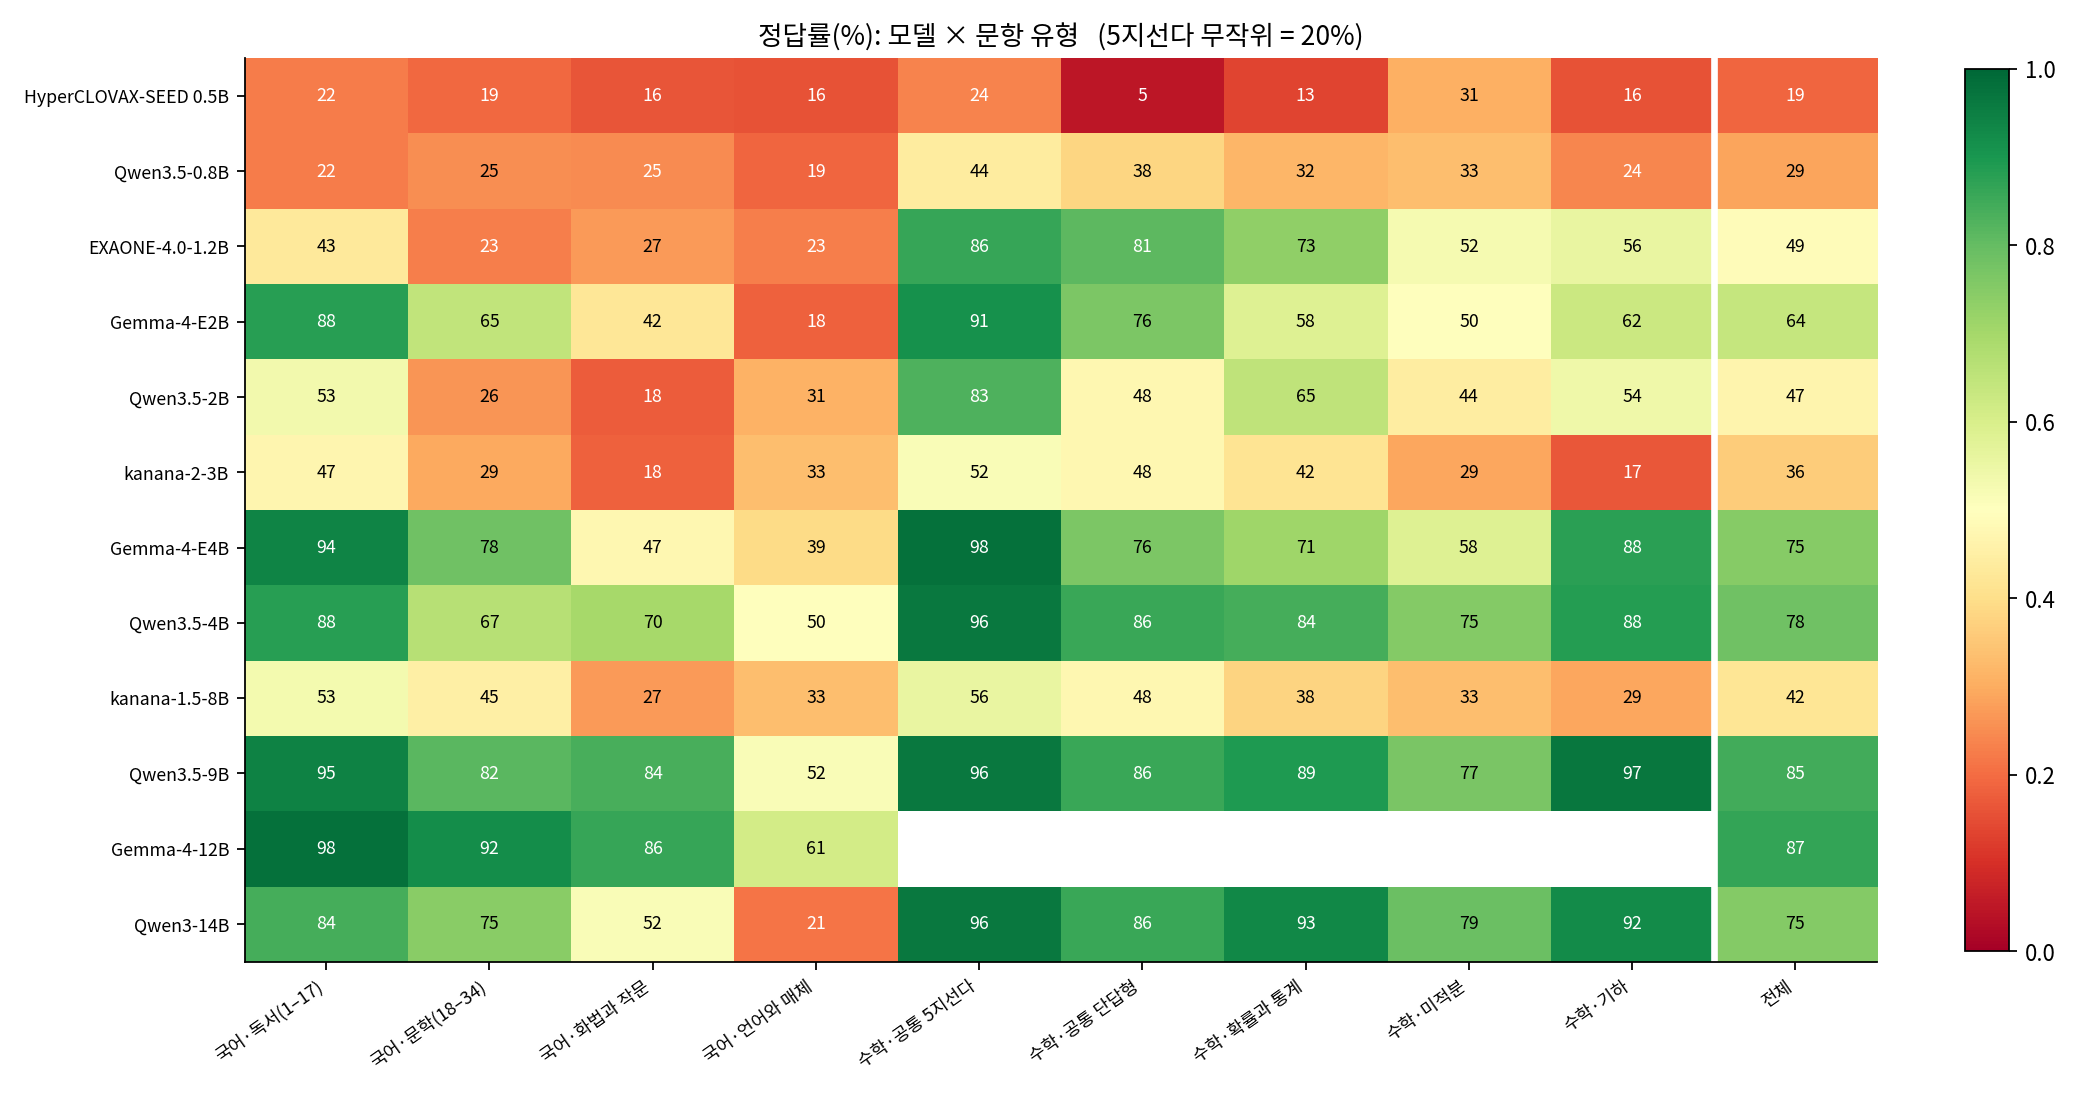 정답률(%): 모델 × 문항 유형 (5지선다 무작위 = 20%)
HyperCLOVAX-SEED 0.5B 22 19 16 16 24 5 13 31 16 19
Qwen3.5-0.8B 22 25 25 19 44 38 32 33 24 29
EXAONE-4.0-1.2B 43 23 27 23 86 81 73 52 56 49
Gemma-4-E2B 88 65 42 18 91 76 58 50 62 64
Qwen3.5-2B 53 26 18 31 83 48 65 44 54 47
kanana-2-3B 47 29 18 33 52 48 42 29 17 36
Gemma-4-E4B 94 78 47 39 98 76 71 58 88 75
Qwen3.5-4B 88 67 70 50 96 86 84 75 88 78
kanana-1.5-8B 53 45 27 33 56 48 38 33 29 42
Qwen3.5-9B 95 82 84 52 96 86 89 77 97 85
Gemma-4-12B 98 92 86 61 87
Qwen3-14B 84 75 52 21 96 86 93 79 92 75
국어·독서(1–17)
국어·문학(18–34)
국어·화법과 작문
국어·언어와 매체
수학·공통 5지선다
수학·공통 단답형
수학·확률과 통계
수학·미적분
수학·기하
전체
1.0
0.8
0.6
0.4
0.2
0.0